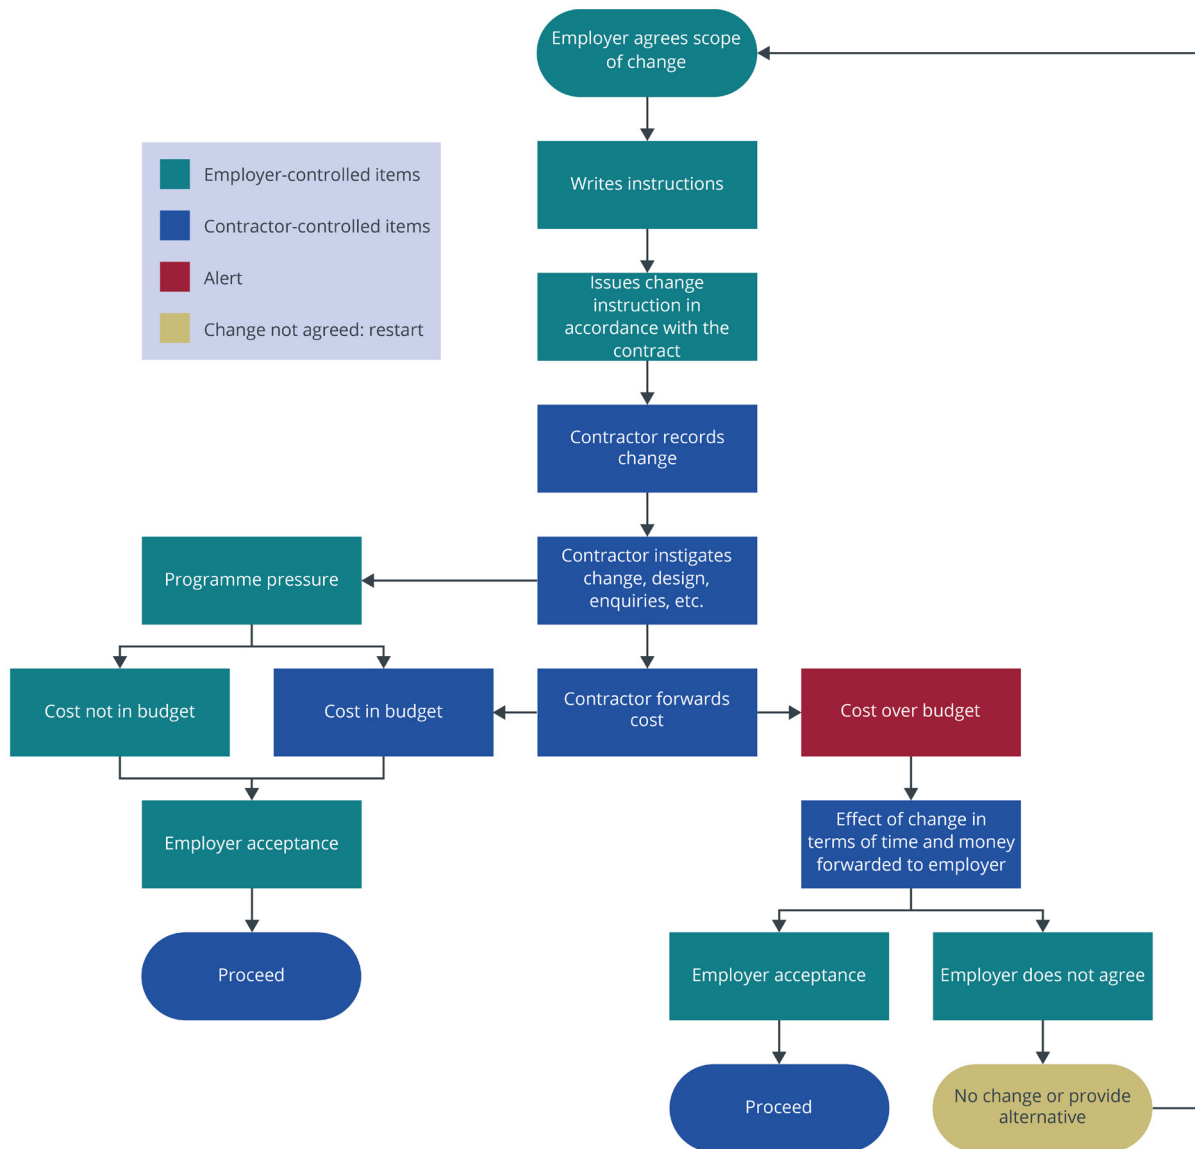 Employer agrees scope
of change
Employer-controlled items
Contractor-controlled items
Alert
Change not agreed: restart
Writes instructions
Issues change
instruction in
accordance with the
contract
Contractor records
change
Programme pressure
Contractor instigates
change, design,
enquiries, etc.
Cost not in budget
Cost in budget
Contractor forwards
cost
Cost over budget
Employer acceptance
Effect of change in
terms of time and money
forwarded to employer
Proceed
Employer acceptance
Employer does not agree
Proceed
No change or provide
alternative